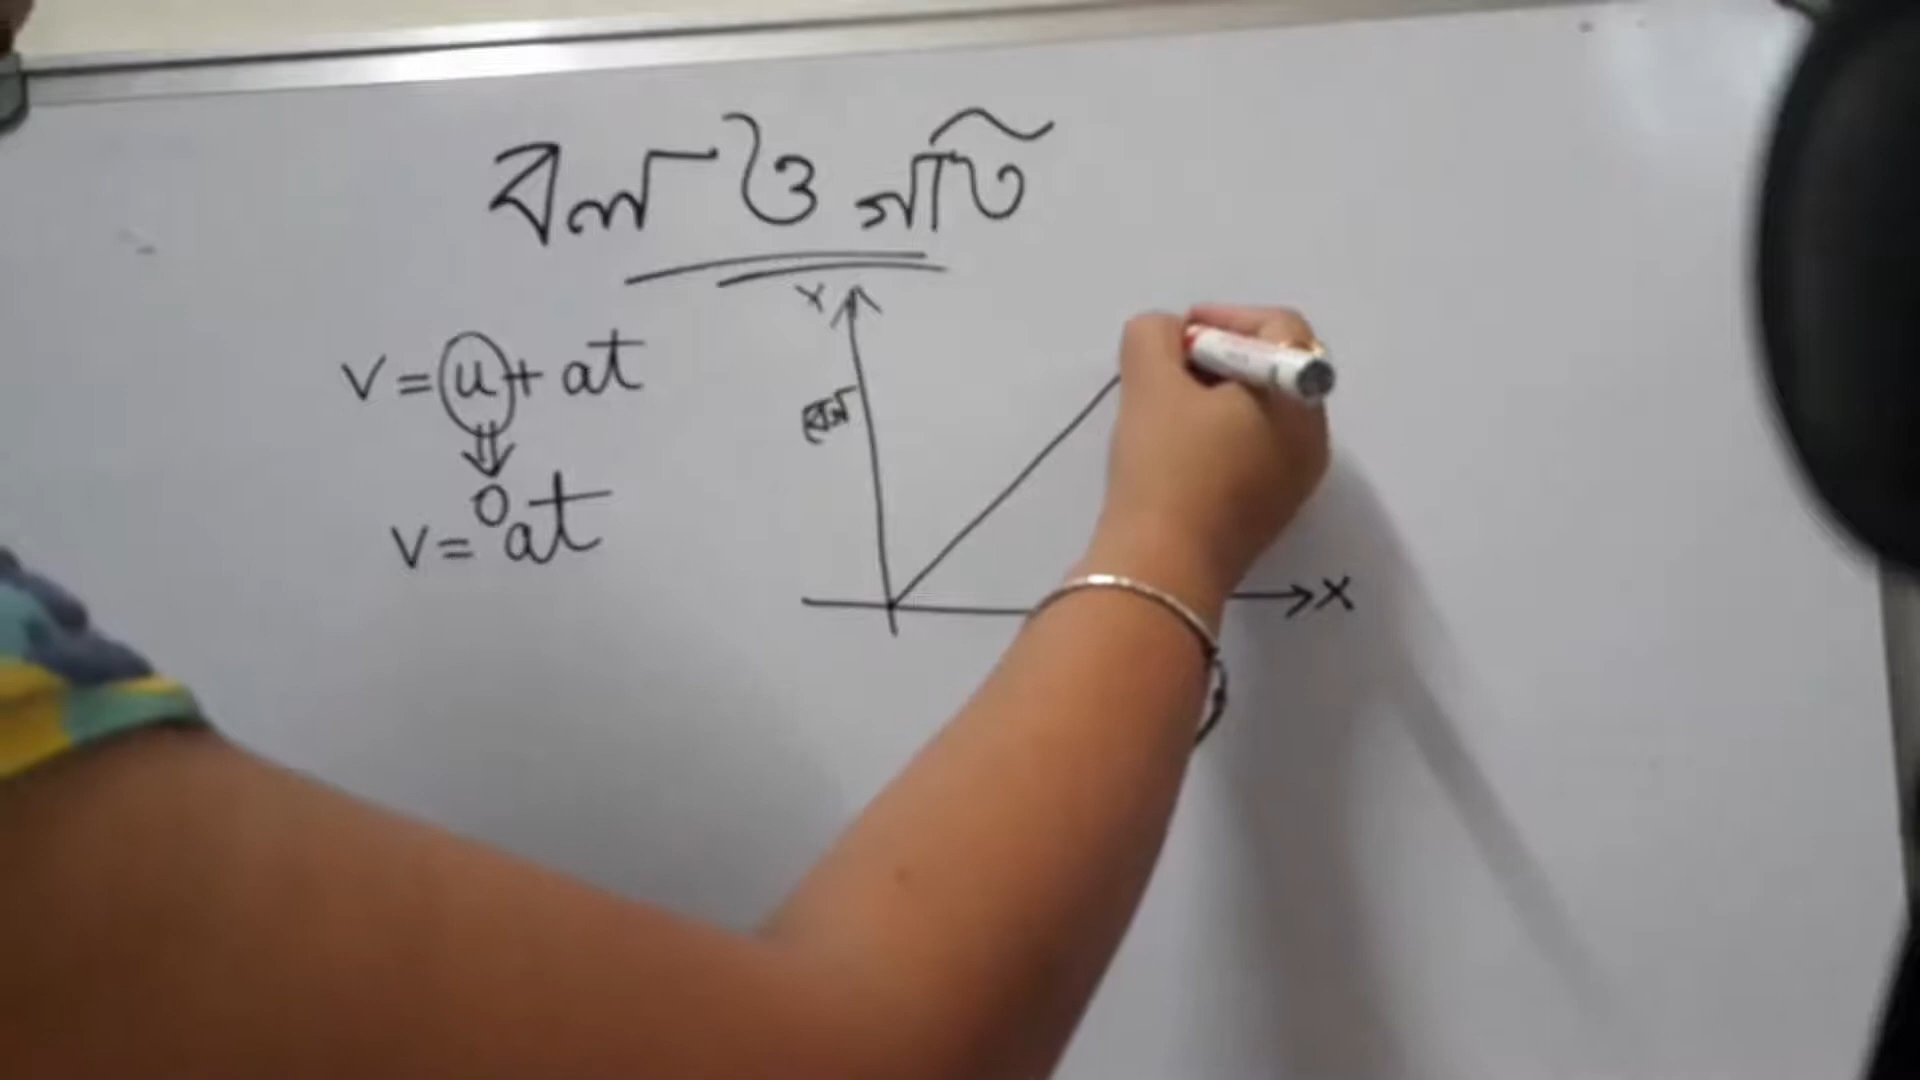 বল ও গতি
v = u + at
0
v = at
Y
বেগ
X